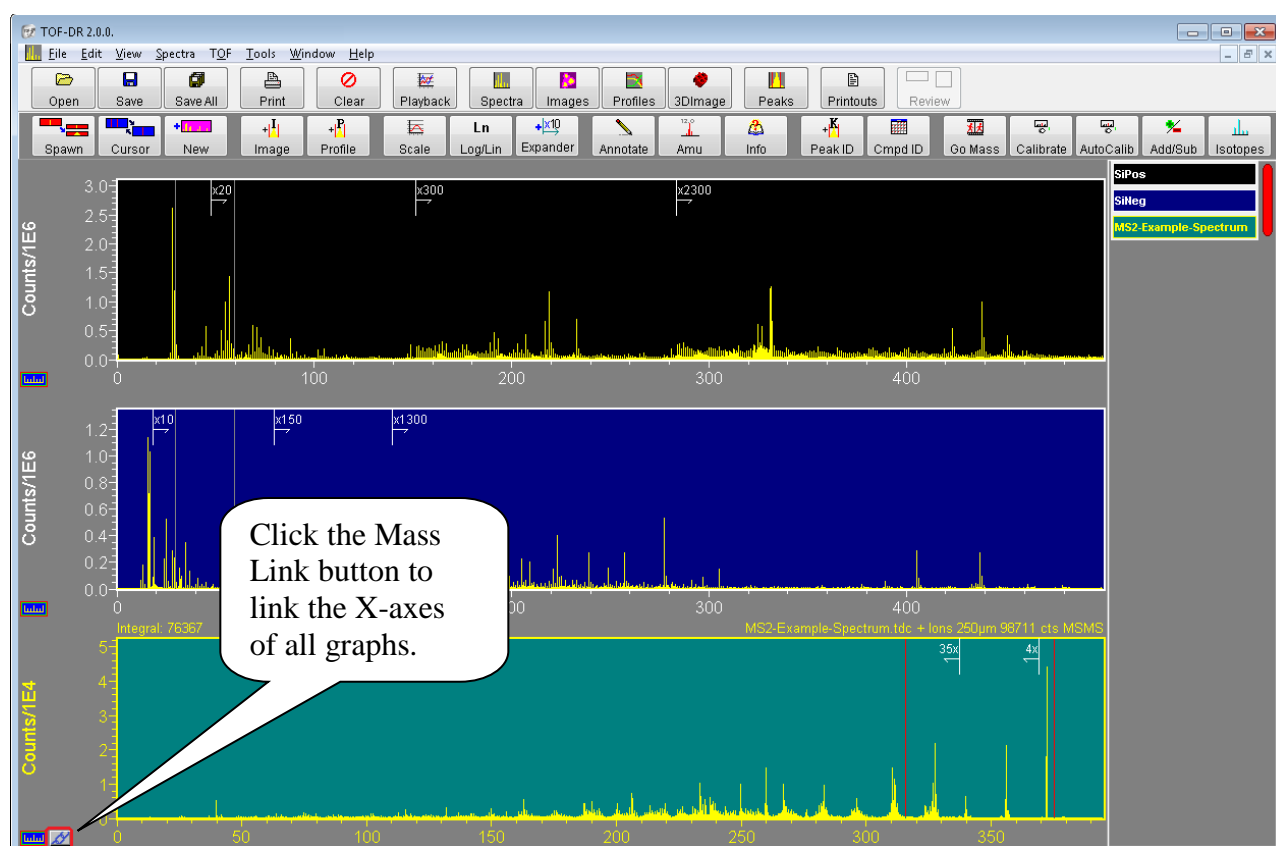 TOF-DR 2.0.0.
File Edit View Spectra TOF Tools Window Help
Open Save Save All Print Clear Playback Spectra Images Profiles 3DImage Peaks Printouts Review
Spawn Cursor New Image Profile Scale Ln Log/Lin x10 Expander Annotate Amu Info Peak ID Cmpd ID Go Mass Calibrate AutoCalib Add/Sub Isotopes
SiPos
SiNeg
MS2-Example-Spectrum
Counts/1E6
3.0
2.5
2.0
1.5
1.0
0.5
0.0
x20 x300 x2300
0 100 200 300 400
Counts/1E6
1.2
1.0
0.8
0.6
0.4
0.2
0.0
x10 x150 x1300
0 00 300 400
Click the Mass
Link button to
link the X-axes
of all graphs.
Integral: 76367 MS2-Example-Spectrum.tdc + Ions 250µm 98711 cts MSMS
Counts/1E4
5
4
3
2
1
0
35x 4x
0 50 100 150 200 250 300 350